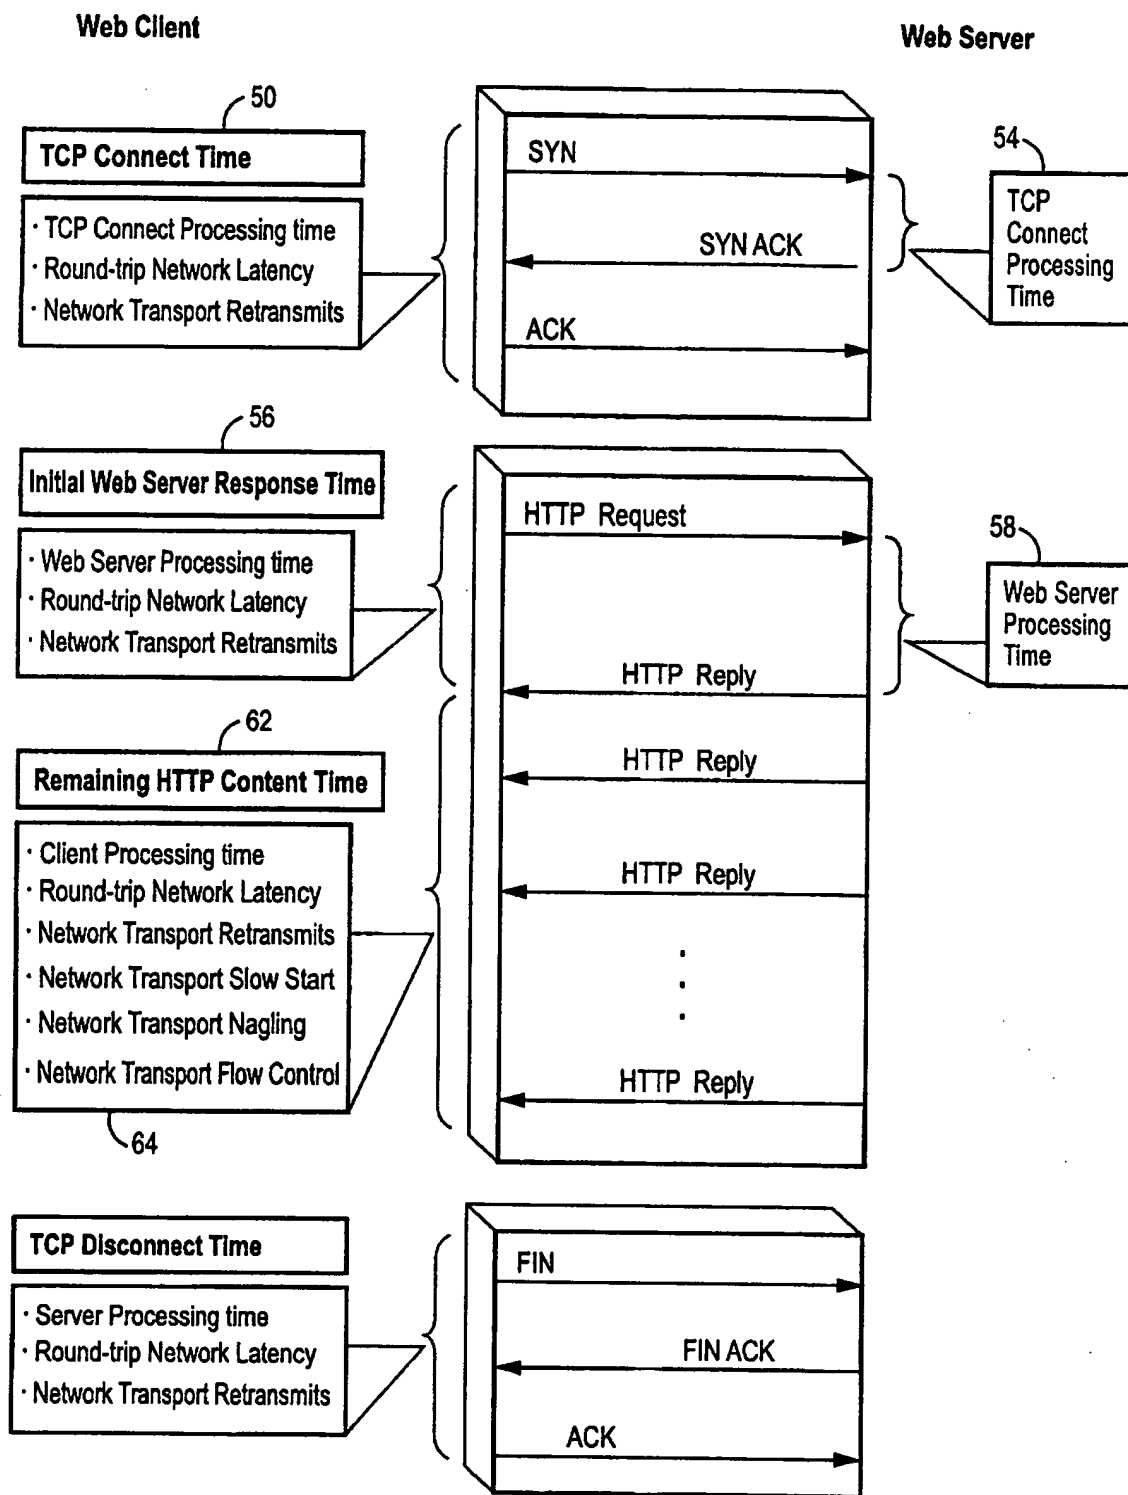 Web Client
Web Server
50
TCP Connect Time
· TCP Connect Processing time
· Round-trip Network Latency
· Network Transport Retransmits
SYN
SYN ACK
ACK
54
TCP
Connect
Processing
Time
56
Initial Web Server Response Time
· Web Server Processing time
· Round-trip Network Latency
· Network Transport Retransmits
HTTP Request
HTTP Reply
58
Web Server
Processing
Time
62
Remaining HTTP Content Time
· Client Processing time
· Round-trip Network Latency
· Network Transport Retransmits
· Network Transport Slow Start
· Network Transport Nagling
· Network Transport Flow Control
64
HTTP Reply
HTTP Reply
HTTP Reply
TCP Disconnect Time
· Server Processing time
· Round-trip Network Latency
· Network Transport Retransmits
FIN
FIN ACK
ACK